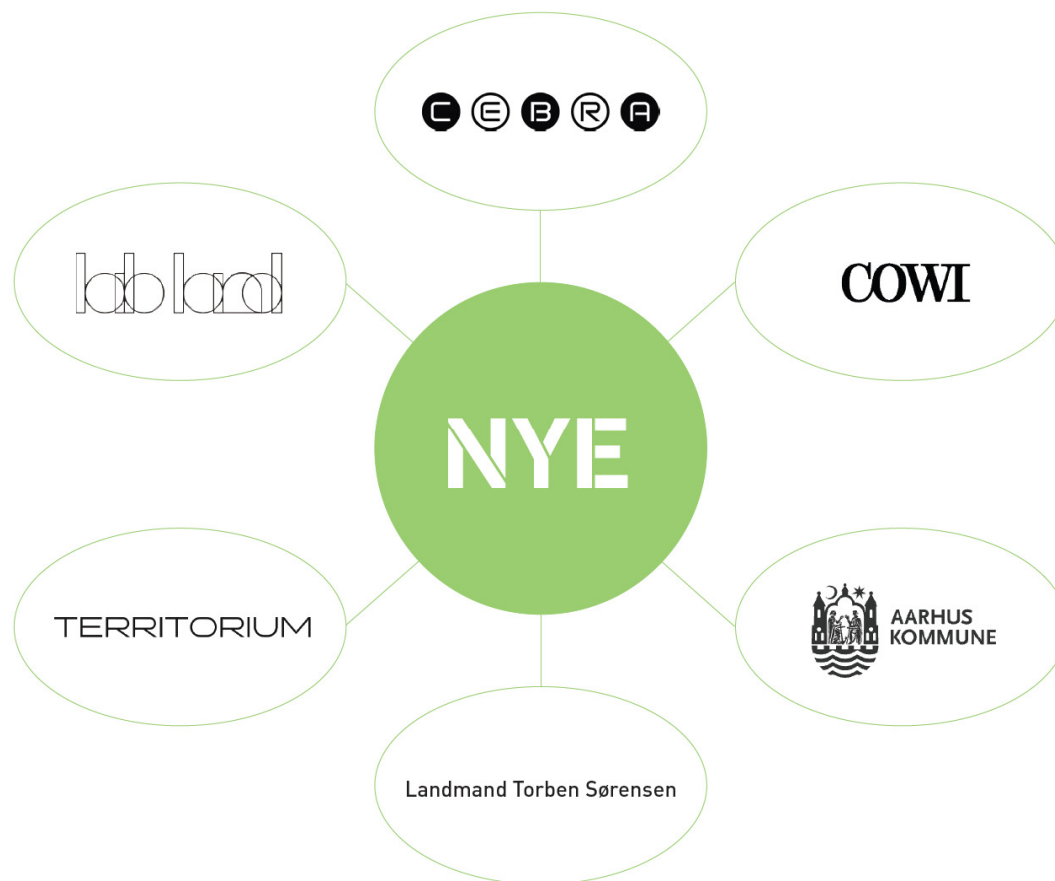 CEBRA
lab land
COWI
NYE
TERRITORIUM
AARHUS
KOMMUNE
Landmand Torben Sørensen